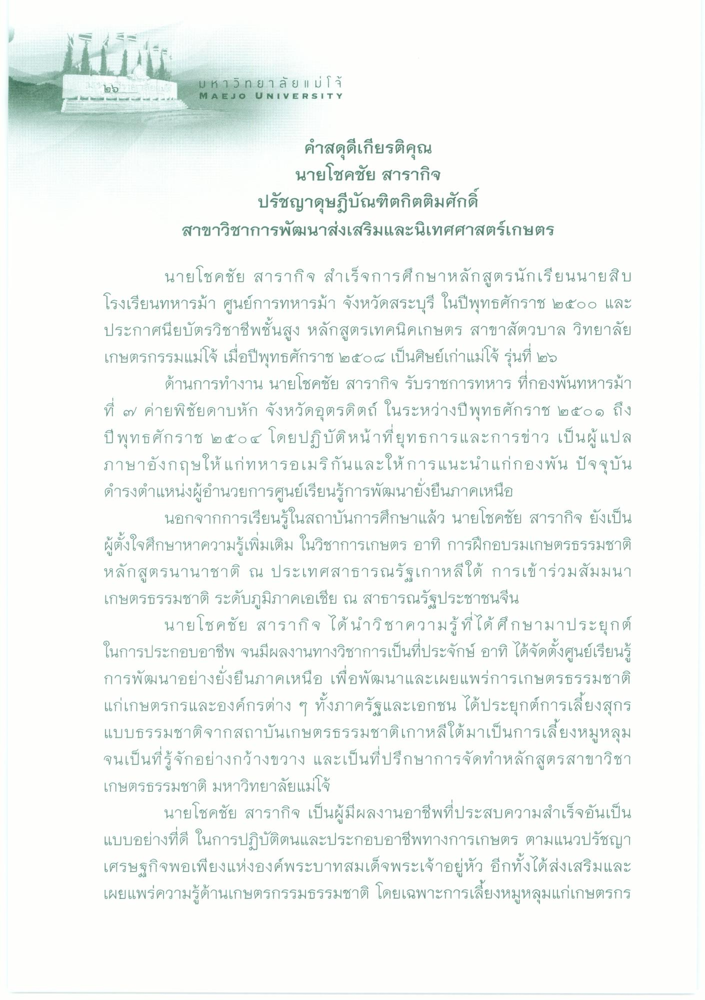 ๒๖
มหาวิทยาลัยแม่โจ้
MAEJO UNIVERSITY
คำสดุดีเกียรติคุณ
นายโชคชัย สารากิจ
ปรัชญาดุษฎีบัณฑิตกิตติมศักดิ์
สาขาวิชาการพัฒนาส่งเสริมและนิเทศศาสตร์เกษตร
นายโชคชัย สารากิจ สำเร็จการศึกษาหลักสูตรนักเรียนนายสิบ
โรงเรียนทหารม้า ศูนย์การทหารม้า จังหวัดสระบุรี ในปีพุทธศักราช ๒๕๐๐ และ
ประกาศนียบัตรวิชาชีพชั้นสูง หลักสูตรเทคนิคเกษตร สาขาสัตวบาล วิทยาลัย
เกษตรกรรมแม่โจ้ เมื่อปีพุทธศักราช ๒๕๐๘ เป็นศิษย์เก่าแม่โจ้ รุ่นที่ ๒๖
ด้านการทำงาน นายโชคชัย สารากิจ รับราชการทหาร ที่กองพันทหารม้า
ที่ ๗ ค่ายพิชัยดาบหัก จังหวัดอุตรดิตถ์ ในระหว่างปีพุทธศักราช ๒๕๐๑ ถึง
ปีพุทธศักราช ๒๕๐๔ โดยปฏิบัติหน้าที่ยุทธการและการข่าว เป็นผู้แปล
ภาษาอังกฤษให้แก่ทหารอเมริกันและให้การแนะนำแก่กองพัน ปัจจุบัน
ดำรงตำแหน่งผู้อำนวยการศูนย์เรียนรู้การพัฒนายั่งยืนภาคเหนือ
นอกจากการเรียนรู้ในสถาบันการศึกษาแล้ว นายโชคชัย สารากิจ ยังเป็น
ผู้ตั้งใจศึกษาหาความรู้เพิ่มเติม ในวิชาการเกษตร อาทิ การฝึกอบรมเกษตรธรรมชาติ
หลักสูตรนานาชาติ ณ ประเทศสาธารณรัฐเกาหลีใต้ การเข้าร่วมสัมมนา
เกษตรธรรมชาติ ระดับภูมิภาคเอเชีย ณ สาธารณรัฐประชาชนจีน
นายโชคชัย สารากิจ ได้นำวิชาความรู้ที่ได้ศึกษามาประยุกต์
ในการประกอบอาชีพ จนมีผลงานทางวิชาการเป็นที่ประจักษ์ อาทิ ได้จัดตั้งศูนย์เรียนรู้
การพัฒนาอย่างยั่งยืนภาคเหนือ เพื่อพัฒนาและเผยแพร่การเกษตรธรรมชาติ
แก่เกษตรกรและองค์กรต่าง ๆ ทั้งภาครัฐและเอกชน ได้ประยุกต์การเลี้ยงสุกร
แบบธรรมชาติจากสถาบันเกษตรธรรมชาติเกาหลีใต้มาเป็นการเลี้ยงหมูหลุม
จนเป็นที่รู้จักอย่างกว้างขวาง และเป็นที่ปรึกษาการจัดทำหลักสูตรสาขาวิชา
เกษตรธรรมชาติ มหาวิทยาลัยแม่โจ้
นายโชคชัย สารากิจ เป็นผู้มีผลงานอาชีพที่ประสบความสำเร็จอันเป็น
แบบอย่างที่ดี ในการปฏิบัติตนและประกอบอาชีพทางการเกษตร ตามแนวปรัชญา
เศรษฐกิจพอเพียงแห่งองค์พระบาทสมเด็จพระเจ้าอยู่หัว อีกทั้งได้ส่งเสริมและ
เผยแพร่ความรู้ด้านเกษตรกรรมธรรมชาติ โดยเฉพาะการเลี้ยงหมูหลุมแก่เกษตรกร